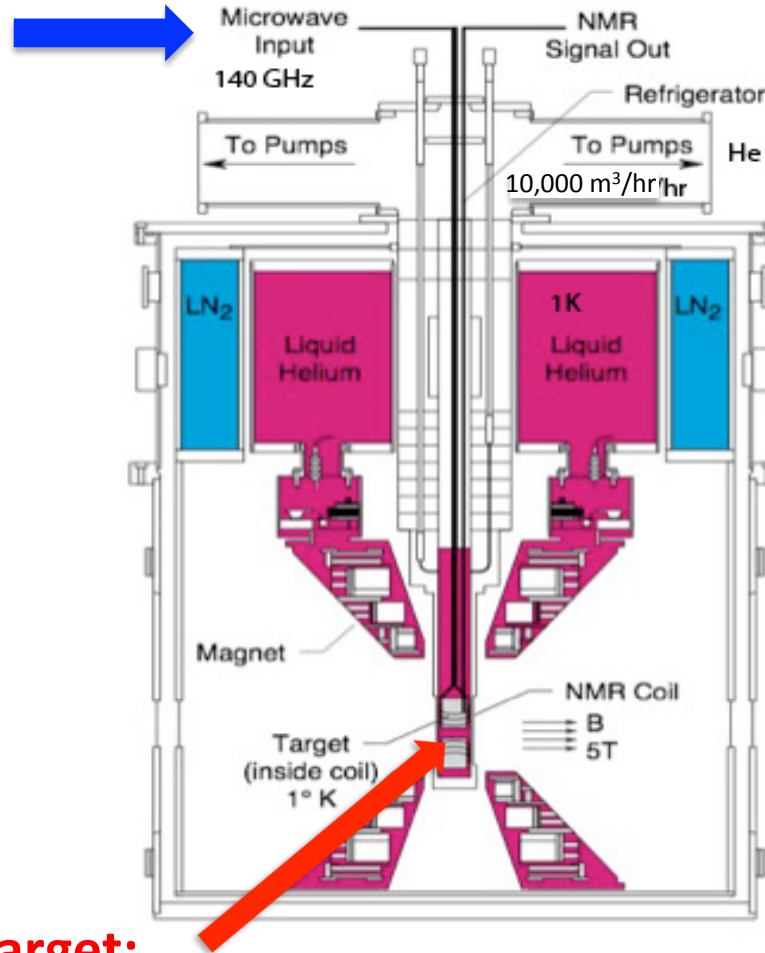 Microwave
Input
140 GHz
NMR
Signal Out
Refrigerator
To Pumps
To Pumps
He
10,000 m³/hr/hr
LN₂
Liquid
Helium
1K
Liquid
Helium
LN₂
Magnet
NMR Coil
B
5T
Target
(inside coil)
1° K